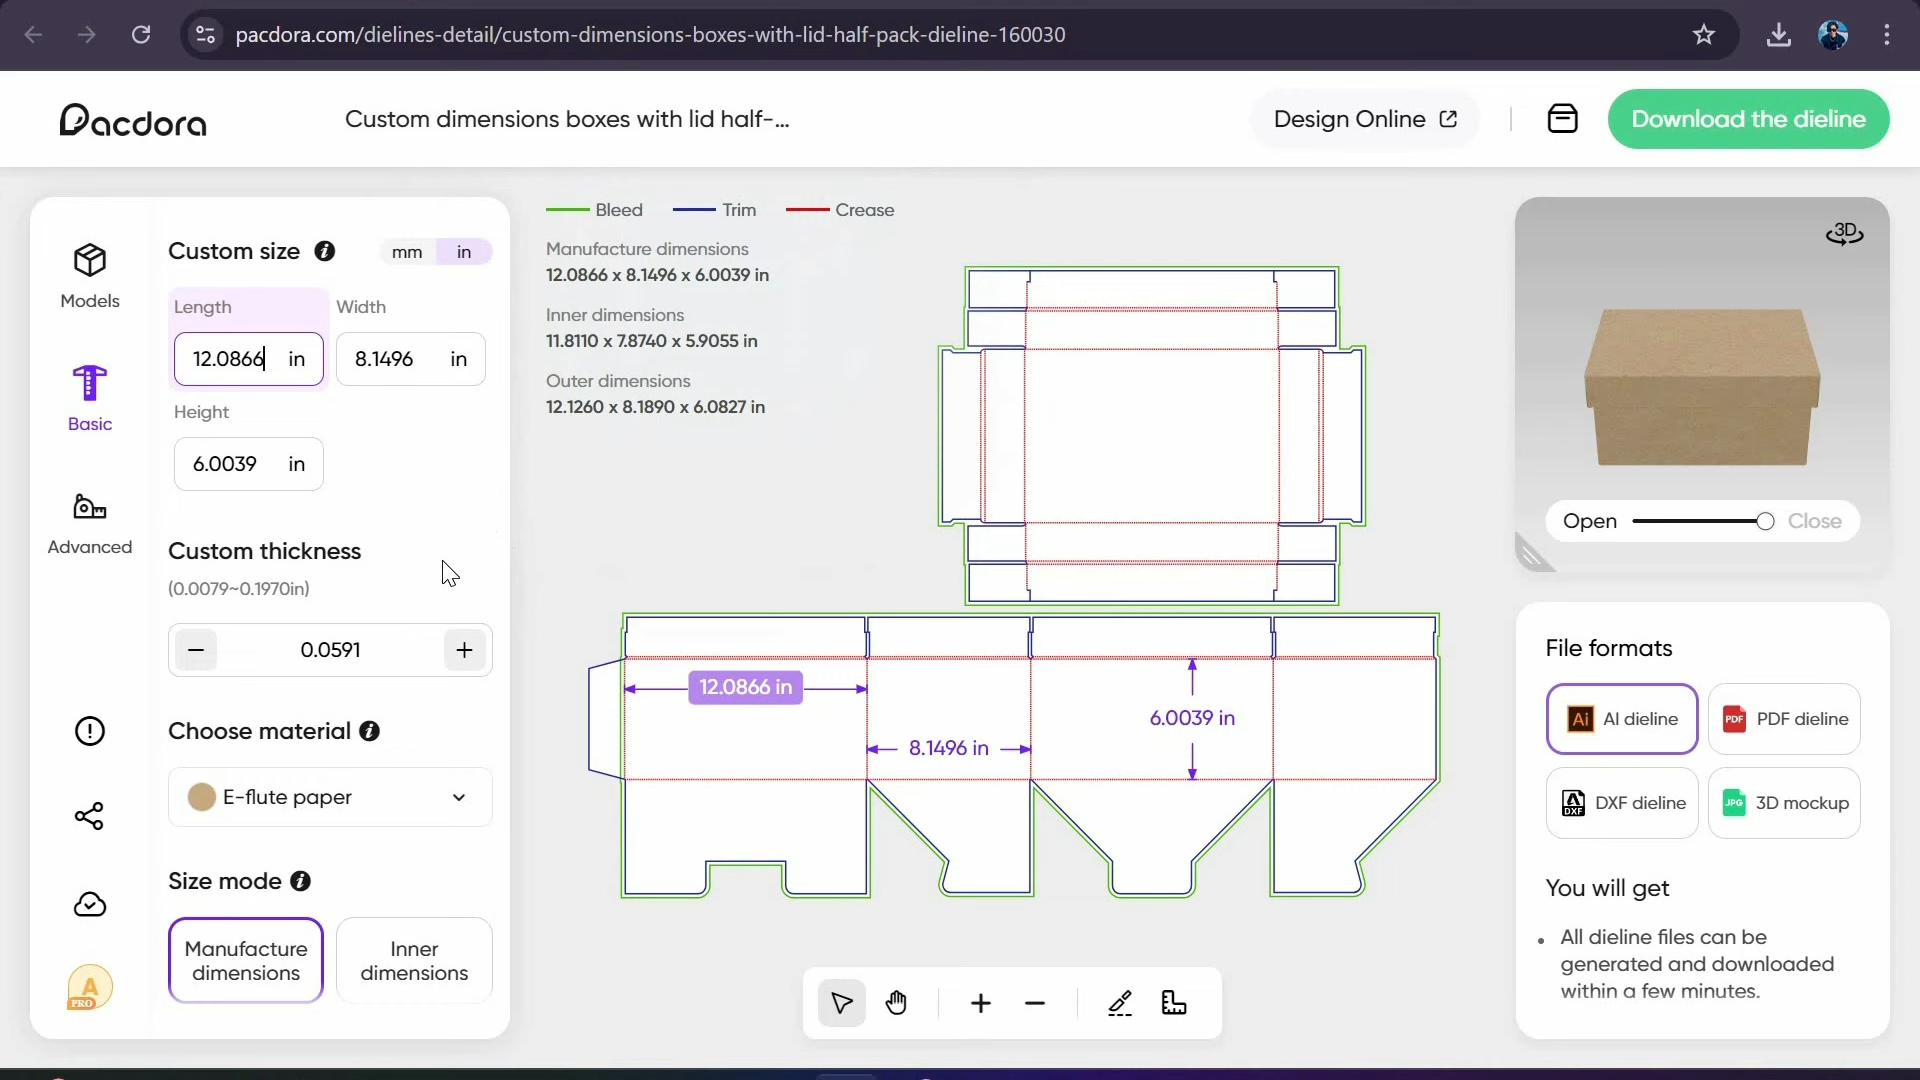 pacdora.com/dielines-detail/custom-dimensions-boxes-with-lid-half-pack-dieline-160030
Pacdora
Custom dimensions boxes with lid half-...
Design Online
Download the dieline
Models
Basic
Advanced
A
PRO
Custom size
mm
in
Length
Width
12.0866 in
8.1496 in
Height
6.0039 in
Custom thickness
(0.0079~0.1970in)
0.0591
Choose material
E-flute paper
Size mode
Manufacture
dimensions
Inner
dimensions
Bleed
Trim
Crease
Manufacture dimensions
12.0866 x 8.1496 x 6.0039 in
Inner dimensions
11.8110 x 7.8740 x 5.9055 in
Outer dimensions
12.1260 x 8.1890 x 6.0827 in
12.0866 in
8.1496 in
6.0039 in
3D
Open
Close
File formats
Ai AI dieline
PDF PDF dieline
DXF DXF dieline
JPG 3D mockup
You will get
• All dieline files can be
generated and downloaded
within a few minutes.